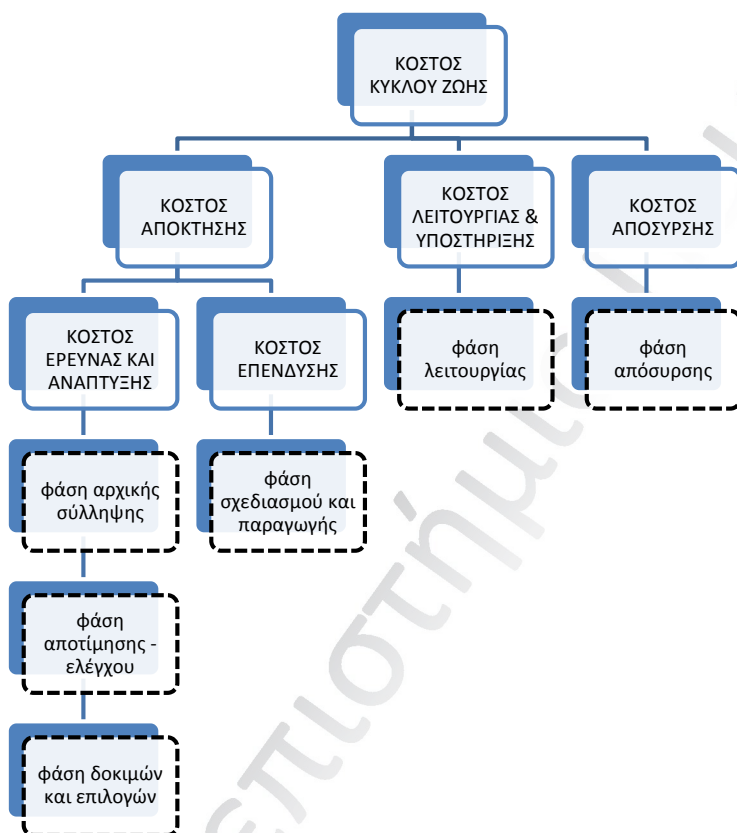 ΚΟΣΤΟΣ
ΚΥΚΛΟΥ ΖΩΗΣ
ΚΟΣΤΟΣ
ΑΠΟΚΤΗΣΗΣ
ΚΟΣΤΟΣ
ΛΕΙΤΟΥΡΓΙΑΣ &
ΥΠΟΣΤΗΡΙΞΗΣ
ΚΟΣΤΟΣ
ΑΠΟΣΥΡΣΗΣ
ΚΟΣΤΟΣ
ΕΡΕΥΝΑΣ ΚΑΙ
ΑΝΑΠΤΥΞΗΣ
ΚΟΣΤΟΣ
ΕΠΕΝΔΥΣΗΣ
φάση
λειτουργίας
φάση
απόσυρσης
φάση αρχικής
σύλληψης
φάση
σχεδιασμού και
παραγωγής
φάση
αποτίμησης -
ελέγχου
φάση δοκιμών
και επιλογών